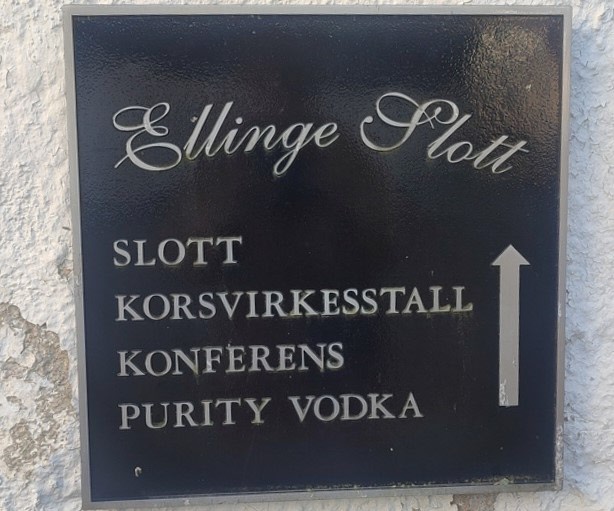 Ellinge Slott
SLOTT
KORSVIRKESSTALL
KONFERENS
PURITY VODKA